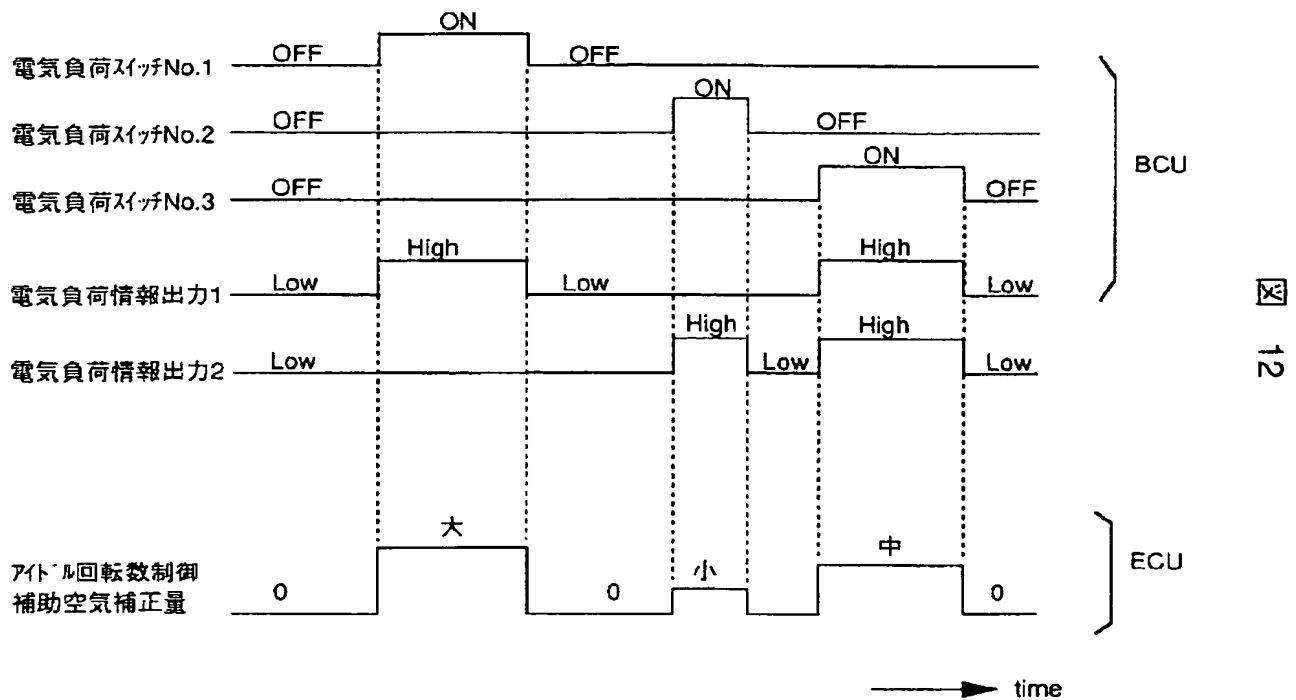 ON
電気負荷スイッチNo.1 OFF OFF
ON
電気負荷スイッチNo.2 OFF OFF
ON
電気負荷スイッチNo.3 OFF OFF
BCU
High High
電気負荷情報出力1 Low Low Low
High High
電気負荷情報出力2 Low Low Low
図 12
大 小 中
アイドル回転数制御
補助空気補正量 0 0 0
ECU
time